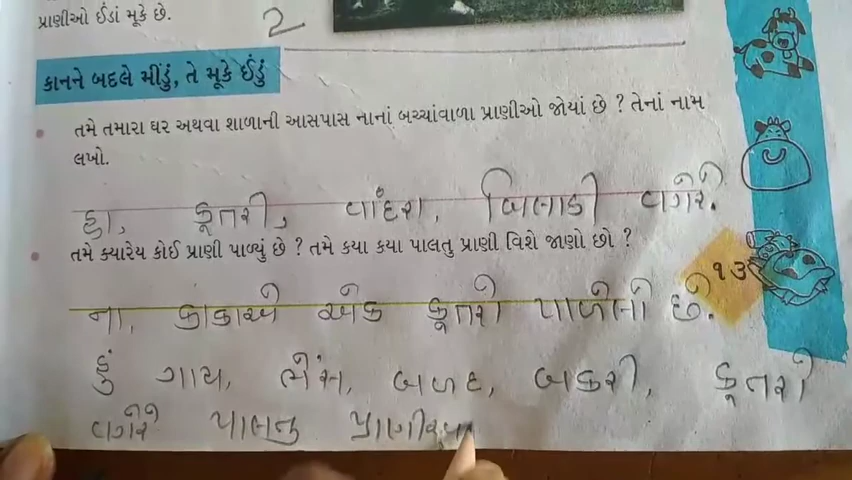 પ્રાણીઓ ઈંડાં મૂકે છે.
2
કાનને બદલે મીંડું, તે મૂકે ઈંડું
તમે તમારા ઘર અથવા શાળાની આસપાસ નાનાં બચ્ચાંવાળા પ્રાણીઓ જોયાં છે ? તેનાં નામ
લખો.
હા, કૂતરી, વાંદરા, બિલાડી વગેરે.
તમે ક્યારેય કોઈ પ્રાણી પાળ્યું છે ? તમે કયા કયા પાલતુ પ્રાણી વિશે જાણો છો ?
૧૩
ના, કાકાએ એક કૂતરો પાળેલો છે.
હું ગાય, ભેંસ, બળદ, બકરી, કૂતરો
વગેરે પાલતુ